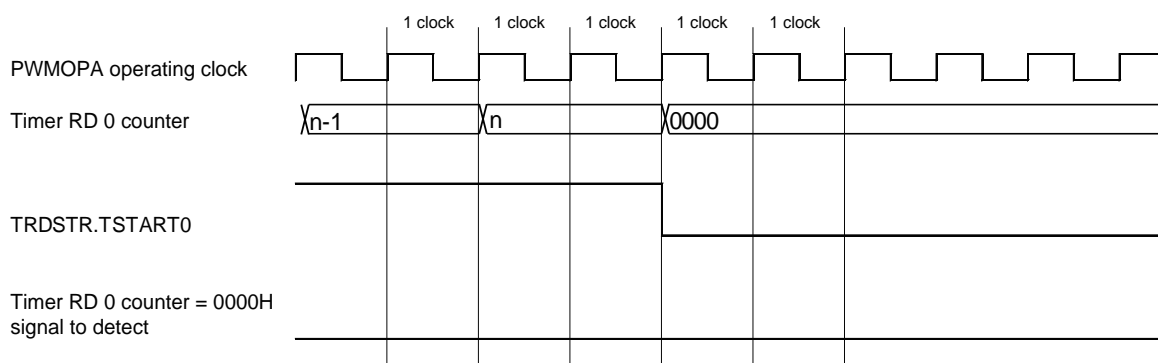 1 clock 1 clock 1 clock 1 clock 1 clock
PWMOPA operating clock
Timer RD 0 counter n-1 n 0000
TRDSTR.TSTART0
Timer RD 0 counter = 0000H
signal to detect